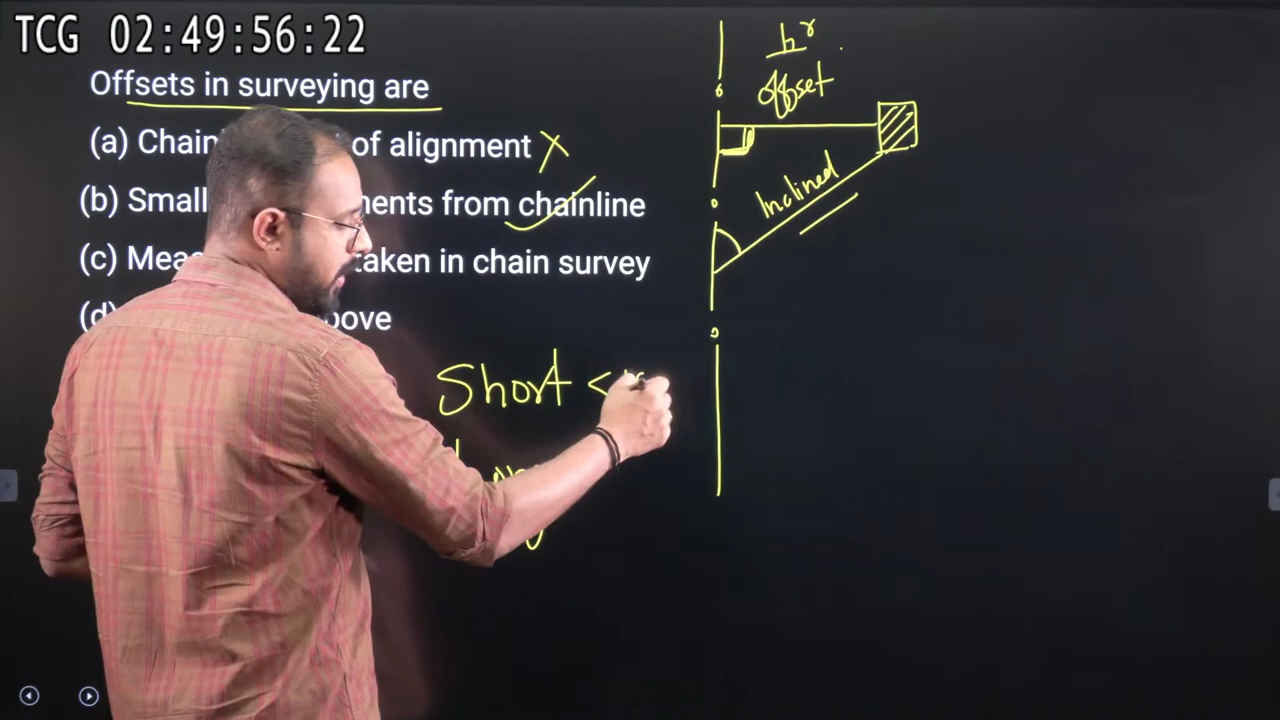 TCG 02:49:56:22
Offsets in surveying are
(a) Chain of alignment X
(b) Small ments from chainline
(c) Mea taken in chain survey
(d) bove
offset
Inclined
Short <